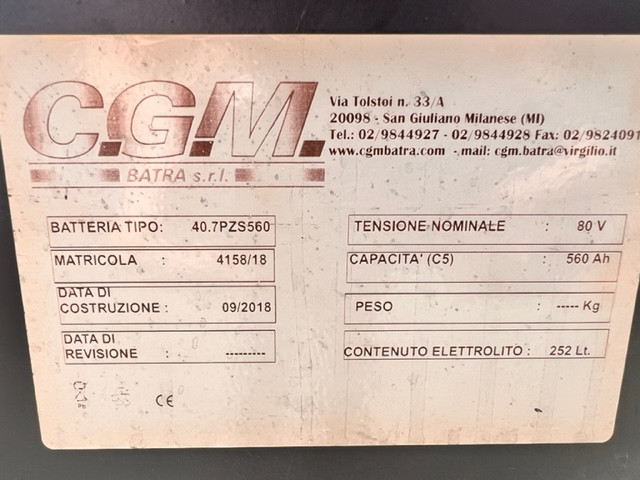 C.G.M.
BATRA s.r.l.
Via Tolstoi n. 33/A
20098 - San Giuliano Milanese (MI)
Tel.: 02/9844927 - 02/9844928 Fax: 02/9824091
www.cgmbatra.com - mail: cgm.batra@virgilio.it
BATTERIA TIPO: 40.7PZS560
MATRICOLA : 4158/18
DATA DI
COSTRUZIONE : 09/2018
DATA DI
REVISIONE : ---------
TENSIONE NOMINALE : 80 V
CAPACITA' (C5) : 560 Ah
PESO : ----- Kg
CONTENUTO ELETTROLITO : 252 Lt.
CE